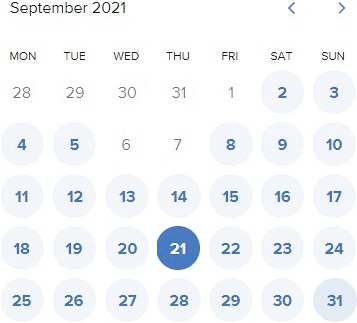 September 2021
MON TUE WED THU FRI SAT SUN
28 29 30 31 1 2 3
4 5 6 7 8 9 10
11 12 13 14 15 16 17
18 19 20 21 22 23 24
25 26 27 28 29 30 31